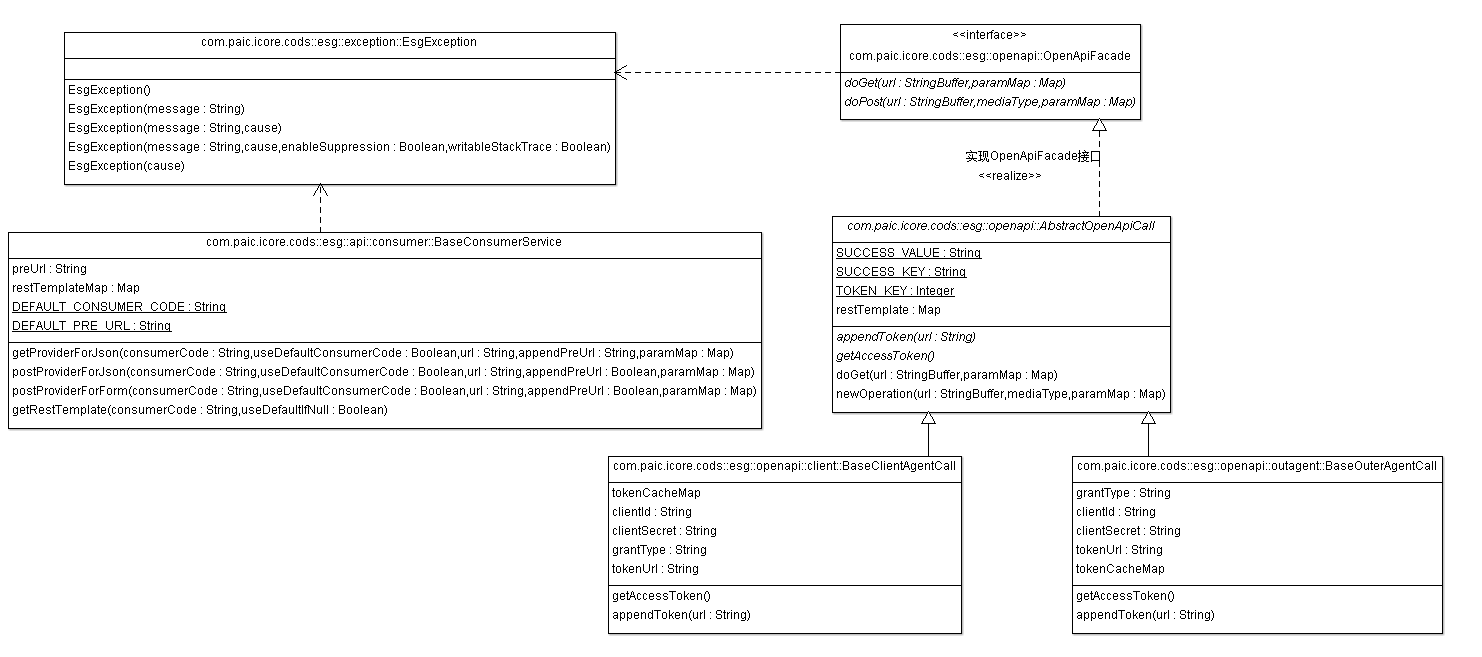 com.paic.icore.cods::esg::exception::EsgException
EsgException()
EsgException(message : String)
EsgException(message : String,cause)
EsgException(message : String,cause,enableSuppression : Boolean,writableStackTrace : Boolean)
EsgException(cause)
<<interface>>
com.paic.icore.cods::esg::openapi::OpenApiFacade
doGet(url : StringBuffer,paramMap : Map)
doPost(url : StringBuffer,mediaType,paramMap : Map)
实现OpenApiFacade接口
<<realize>>
com.paic.icore.cods::esg::api::consumer::BaseConsumerService
preUrl : String
restTemplateMap : Map
DEFAULT_CONSUMER_CODE : String
DEFAULT_PRE_URL : String
getProviderForJson(consumerCode : String,useDefaultConsumerCode : Boolean,url : String,appendPreUrl : String,paramMap : Map)
postProviderForJson(consumerCode : String,useDefaultConsumerCode : Boolean,url : String,appendPreUrl : Boolean,paramMap : Map)
postProviderForForm(consumerCode : String,useDefaultConsumerCode : Boolean,url : String,appendPreUrl : Boolean,paramMap : Map)
getRestTemplate(consumerCode : String,useDefaultIfNull : Boolean)
com.paic.icore.cods::esg::openapi::AbstractOpenApiCall
SUCCESS_VALUE : String
SUCCESS_KEY : String
TOKEN_KEY : Integer
restTemplate : Map
appendToken(url : String)
getAccessToken()
doGet(url : StringBuffer,paramMap : Map)
newOperation(url : StringBuffer,mediaType,paramMap : Map)
com.paic.icore.cods::esg::openapi::client::BaseClientAgentCall
tokenCacheMap
clientId : String
clientSecret : String
grantType : String
tokenUrl : String
getAccessToken()
appendToken(url : String)
com.paic.icore.cods::esg::openapi::outagent::BaseOuterAgentCall
grantType : String
clientId : String
clientSecret : String
tokenUrl : String
tokenCacheMap
getAccessToken()
appendToken(url : String)